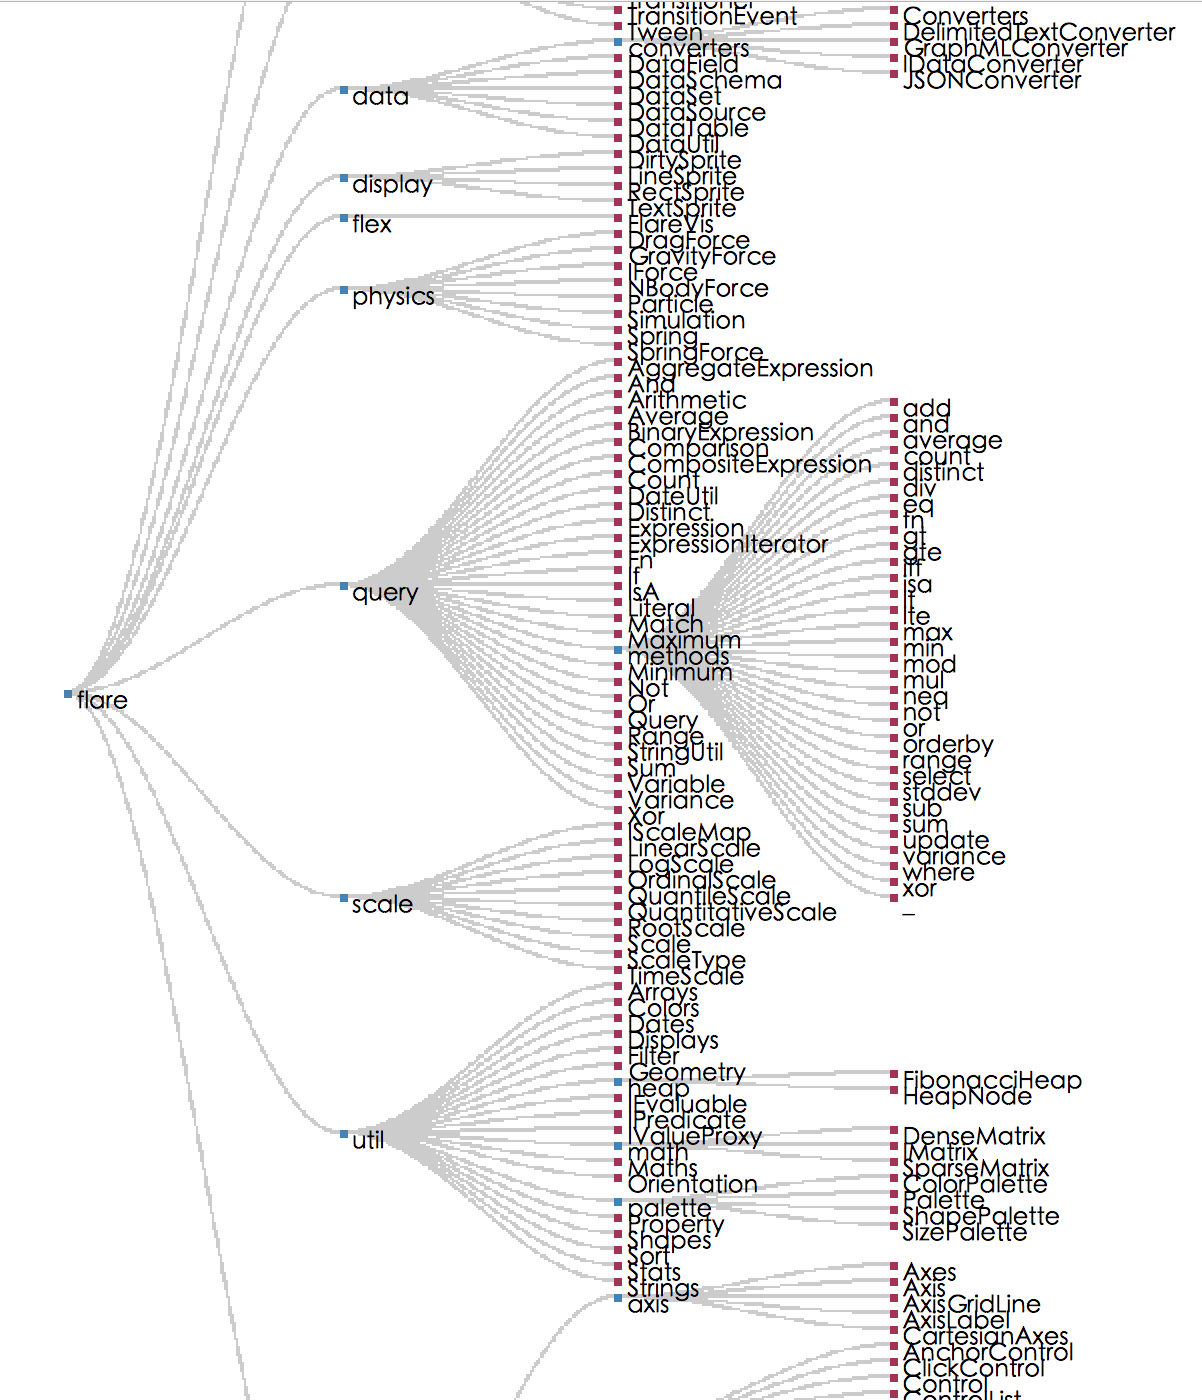 flare
data
display
flex
physics
query
scale
util
TransitionEvent
Tween
converters
DataField
DataSchema
DataSet
DataSource
DataTable
DataUtil
DirtySprite
LineSprite
RectSprite
TextSprite
FlareVis
DragForce
GravityForce
IForce
NBodyForce
Particle
Simulation
Spring
SpringForce
AggregateExpression
And
Arithmetic
Average
BinaryExpression
Comparison
CompositeExpression
Count
DateUtil
Distinct
Expression
ExpressionIterator
Fn
If
IsA
Literal
Match
Maximum
methods
Minimum
Not
Or
Query
Range
StringUtil
Sum
Variable
Variance
Xor
IScaleMap
LinearScale
LogScale
OrdinalScale
QuantileScale
QuantitativeScale
RootScale
Scale
ScaleType
TimeScale
Arrays
Colors
Dates
Displays
Filter
Geometry
heap
IEvaluable
IPredicate
IValueProxy
math
Maths
Orientation
palette
Property
Shapes
Sort
Stats
Strings
axis
Converters
DelimitedTextConverter
GraphMLConverter
IDataConverter
JSONConverter
add
and
average
count
distinct
div
eq
fn
gt
gte
iff
isa
lt
lte
max
min
mod
mul
neq
not
or
orderby
range
select
stddev
sub
sum
update
variance
where
xor
_
FibonacciHeap
HeapNode
DenseMatrix
IMatrix
SparseMatrix
ColorPalette
Palette
ShapePalette
SizePalette
Axes
Axis
AxisGridLine
AxisLabel
CartesianAxes
AnchorControl
ClickControl
Control
ControlList